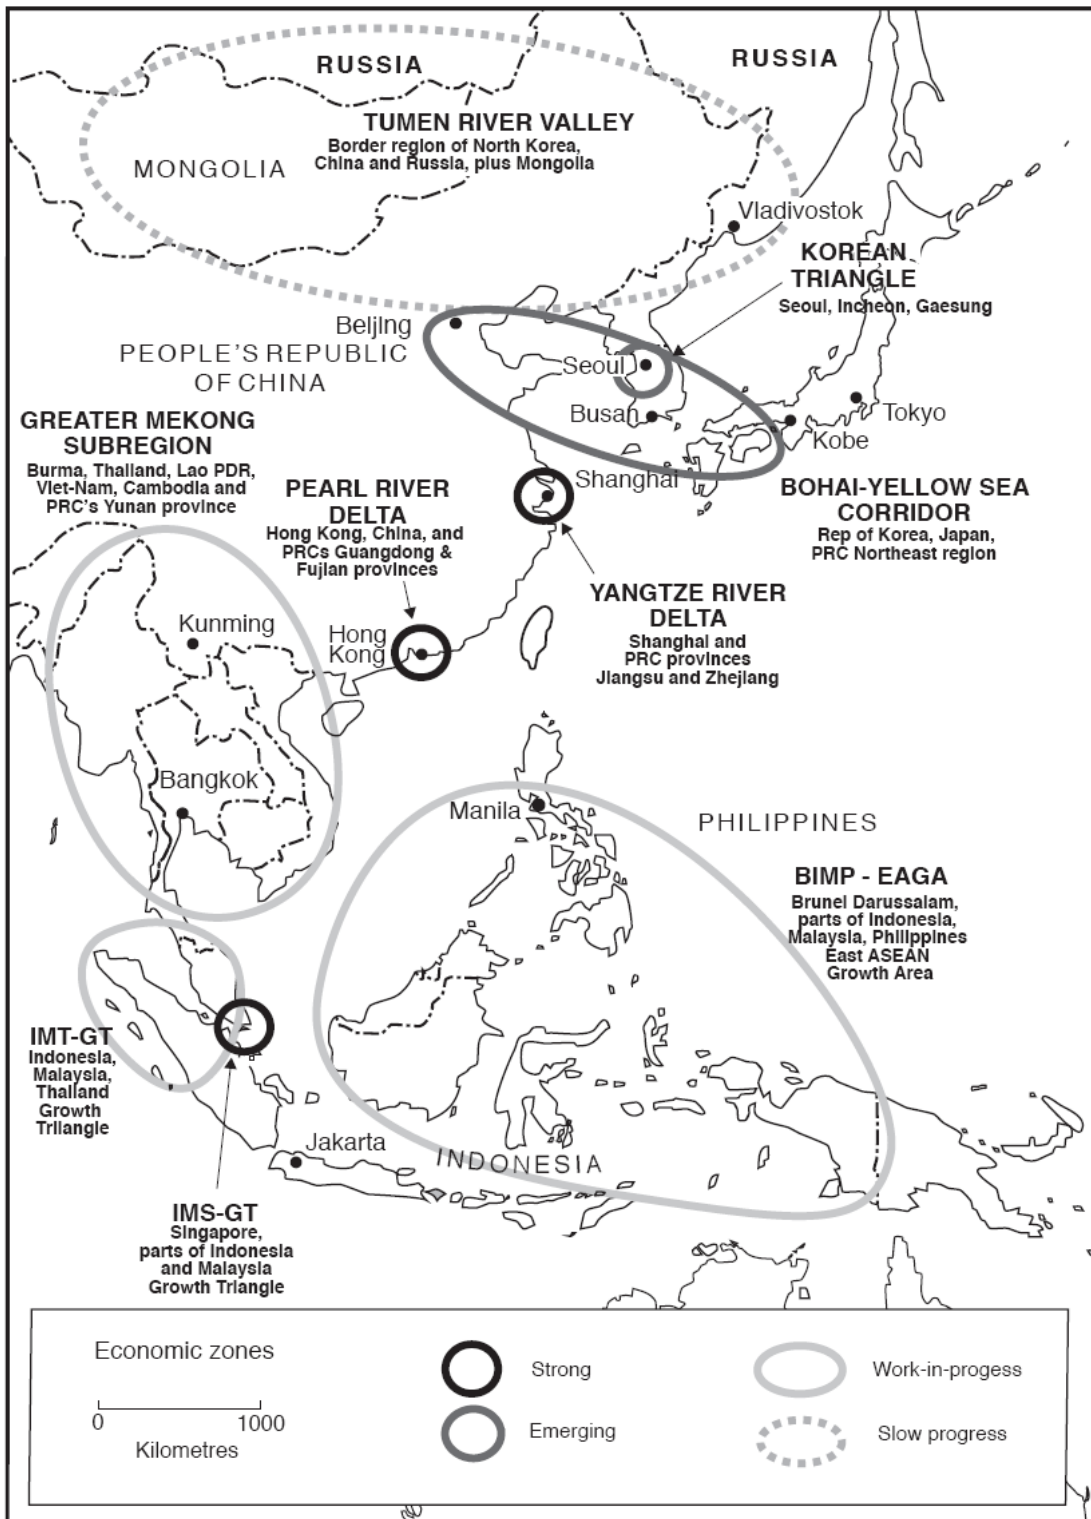 RUSSIA
RUSSIA
TUMEN RIVER VALLEY
Border region of North Korea,
China and Russia, plus Mongolia
MONGOLIA
Vladivostok
KOREAN
TRIANGLE
Seoul, Incheon, Gaesung
Beijing
PEOPLE'S REPUBLIC
OF CHINA
Seoul
Busan
Tokyo
Kobe
GREATER MEKONG
SUBREGION
Burma, Thailand, Lao PDR,
Viet-Nam, Cambodia and
PRC's Yunan province
PEARL RIVER
DELTA
Hong Kong, China, and
PRCs Guangdong &
Fujian provinces
Shanghai
BOHAI-YELLOW SEA
CORRIDOR
Rep of Korea, Japan,
PRC Northeast region
YANGTZE RIVER
DELTA
Shanghai and
PRC provinces
Jiangsu and Zhejiang
Kunming
Hong
Kong
Bangkok
Manila
PHILIPPINES
BIMP - EAGA
Brunei Darussalam,
parts of Indonesia,
Malaysia, Philippines
East ASEAN
Growth Area
IMT-GT
Indonesia,
Malaysia,
Thailand
Growth
Triiangle
Jakarta
INDONESIA
IMS-GT
Singapore,
parts of Indonesia
and Malaysia
Growth Triangle
Economic zones
0 1000
Kilometres
Strong
Emerging
Work-in-progess
Slow progress